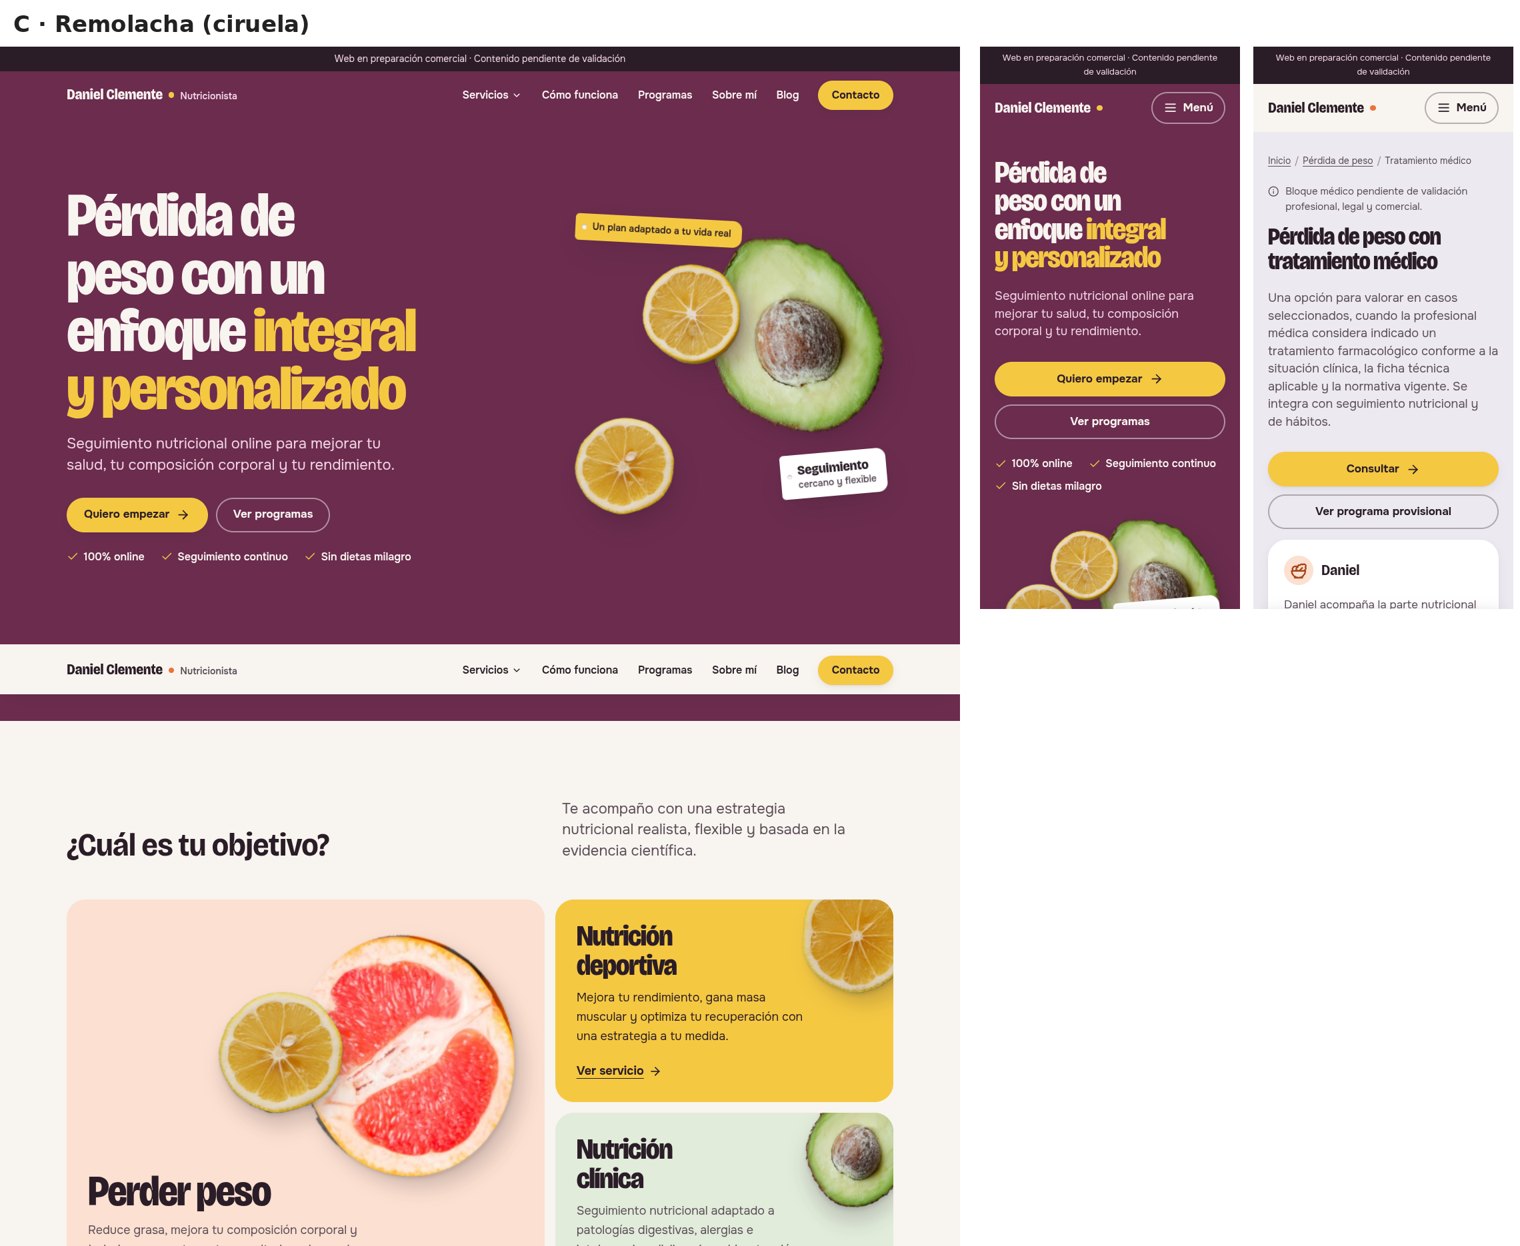 C · Remolacha (ciruela)
Web en preparación comercial · Contenido pendiente de validación
Daniel Clemente • Nutricionista
Servicios
Cómo funciona
Programas
Sobre mí
Blog
Contacto
Pérdida de
peso con un
enfoque integral
y personalizado
Seguimiento nutricional online para mejorar tu
salud, tu composición corporal y tu rendimiento.
Quiero empezar →
Ver programas
✓ 100% online
✓ Seguimiento continuo
✓ Sin dietas milagro
Un plan adaptado a tu vida real
Seguimiento
cercano y flexible
Daniel Clemente • Nutricionista
Servicios
Cómo funciona
Programas
Sobre mí
Blog
Contacto
¿Cuál es tu objetivo?
Te acompaño con una estrategia
nutricional realista, flexible y basada en la
evidencia científica.
Perder peso
Reduce grasa, mejora tu composición corporal y
Nutrición
deportiva
Mejora tu rendimiento, gana masa
muscular y optimiza tu recuperación con
una estrategia a tu medida.
Ver servicio →
Nutrición
clínica
Seguimiento nutricional adaptado a
patologías digestivas, alergias e
Web en preparación comercial · Contenido pendiente
de validación
Daniel Clemente •
Menú
Pérdida de
peso con un
enfoque integral
y personalizado
Seguimiento nutricional online para
mejorar tu salud, tu composición
corporal y tu rendimiento.
Quiero empezar →
Ver programas
✓ 100% online
✓ Seguimiento continuo
✓ Sin dietas milagro
Web en preparación comercial · Contenido pendiente
de validación
Daniel Clemente •
Menú
Inicio / Pérdida de peso / Tratamiento médico
Bloque médico pendiente de validación
profesional, legal y comercial.
Pérdida de peso con
tratamiento médico
Una opción para valorar en casos
seleccionados, cuando la profesional
médica considera indicado un
tratamiento farmacológico conforme a la
situación clínica, la ficha técnica
aplicable y la normativa vigente. Se
integra con seguimiento nutricional y
de hábitos.
Consultar →
Ver programa provisional
Daniel
Daniel acompaña la parte nutricional